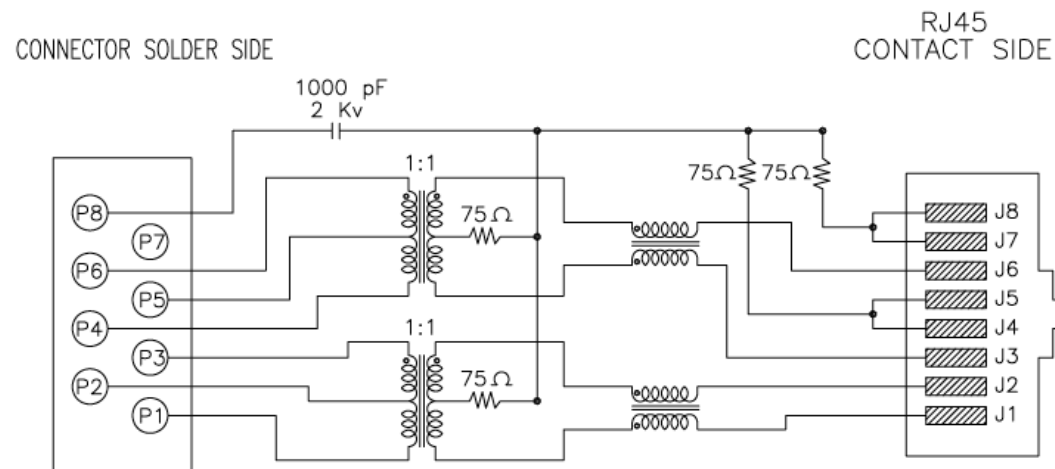 RJ45
CONNECTOR SOLDER SIDE
CONTACT SIDE
1000 pF
2 Kv
1:1
75Ω
75Ω
75Ω
P8
P7
P6
P5
P4
P3
P2
P1
1:1
75Ω
J8
J7
J6
J5
J4
J3
J2
J1